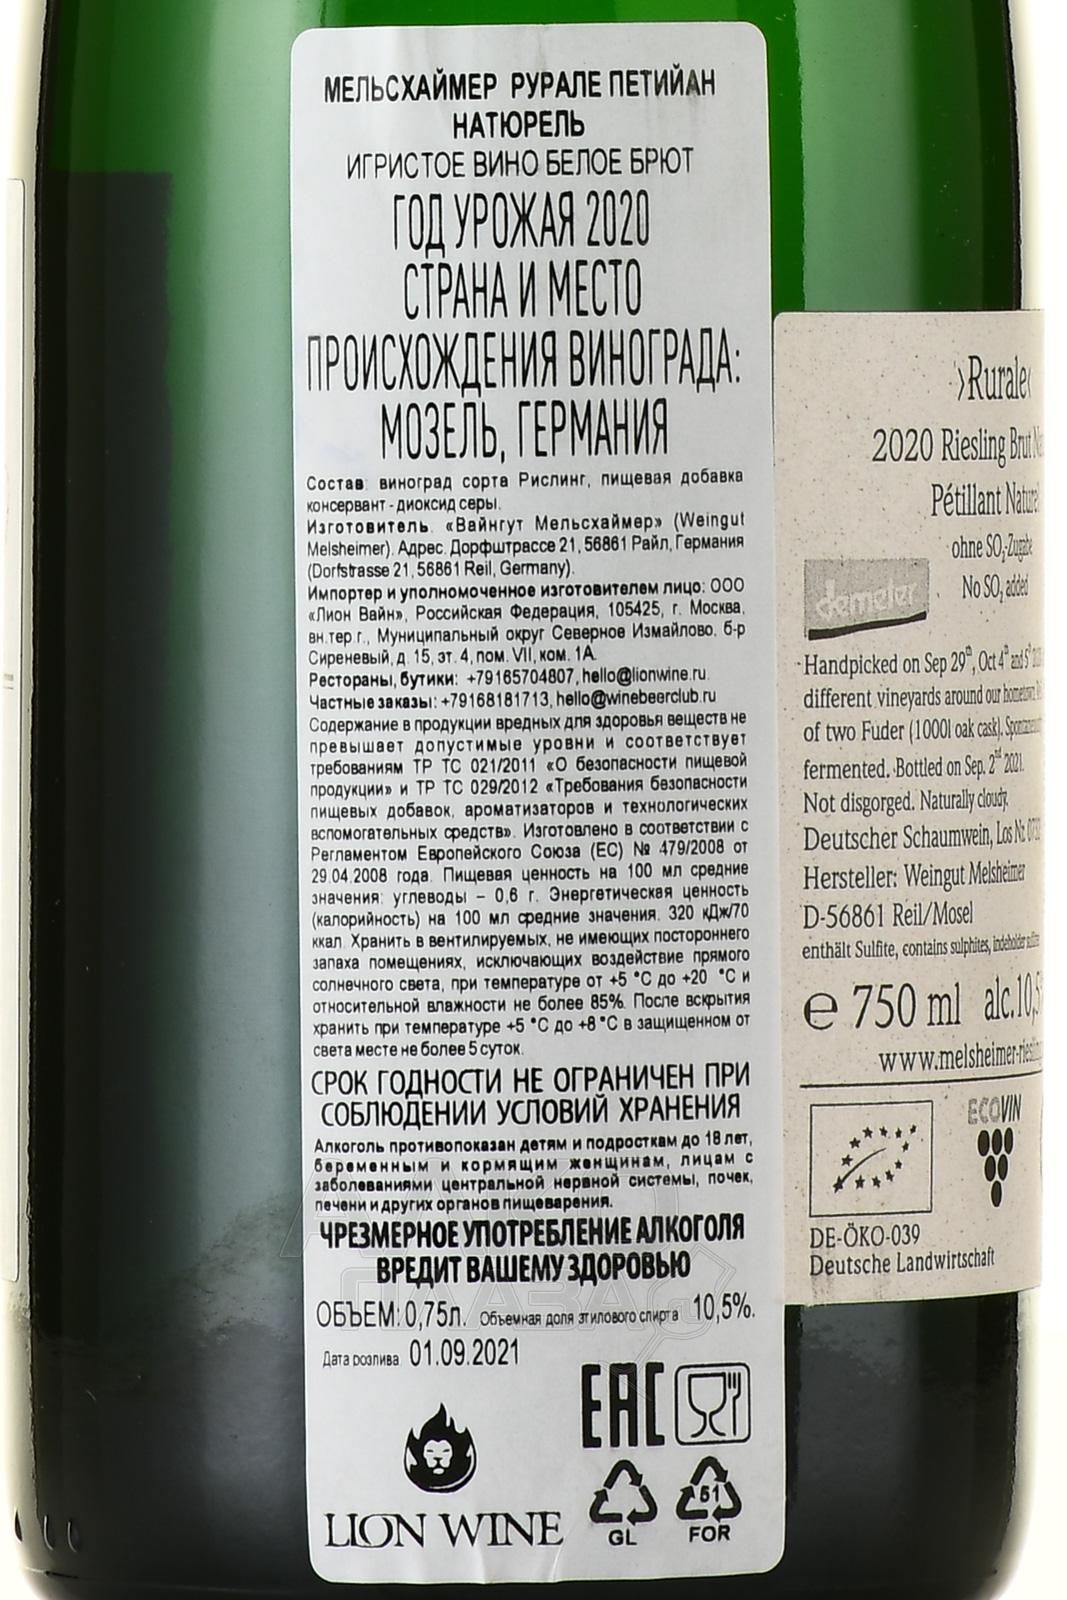 МЕЛЬСХАЙМЕР РУРАЛЕ ПЕТИЙАН
НАТЮРЕЛЬ
ИГРИСТОЕ ВИНО БЕЛОЕ БРЮТ
ГОД УРОЖАЯ 2020
СТРАНА И МЕСТО
ПРОИСХОЖДЕНИЯ ВИНОГРАДА:
МОЗЕЛЬ, ГЕРМАНИЯ
Состав: виноград сорта Рислинг, пищевая добавка
консервант - диоксид серы.
Изготовитель: «Вайнгут Мельсхаймер» (Weingut
Melsheimer). Адрес: Дорфштрассе 21, 56861 Райл, Германия
(Dorfstrasse 21, 56861 Reil, Germany).
Импортер и уполномоченное изготовителем лицо: ООО
«Лион Вайн», Российская Федерация, 105425, г. Москва,
вн.тер.г., Муниципальный округ Северное Измайлово, б-р
Сиреневый, д. 15, эт. 4, пом. VII, ком. 1А.
Рестораны, бутики: +79165704807, hello@lionwine.ru.
Частные заказы: +79168181713, hello@winebeerclub.ru
Содержание в продукции вредных для здоровья веществ не
превышает допустимые уровни и соответствует
требованиям ТР ТС 021/2011 «О безопасности пищевой
продукции» и ТР ТС 029/2012 «Требования безопасности
пищевых добавок, ароматизаторов и технологических
вспомогательных средств». Изготовлено в соответствии с
Регламентом Европейского Союза (ЕС) № 479/2008 от
29.04.2008 года. Пищевая ценность на 100 мл средние
значения: углеводы – 0,6 г. Энергетическая ценность
(калорийность) на 100 мл средние значения: 320 кДж/70
ккал. Хранить в вентилируемых, не имеющих постороннего
запаха помещениях, исключающих воздействие прямого
солнечного света, при температуре от +5 °С до +20 °С и
относительной влажности не более 85%. После вскрытия
хранить при температуре +5 °С до +8 °С в защищенном от
света месте не более 5 суток.
СРОК ГОДНОСТИ НЕ ОГРАНИЧЕН ПРИ
СОБЛЮДЕНИИ УСЛОВИЙ ХРАНЕНИЯ
Алкоголь противопоказан детям и подросткам до 18 лет,
беременным и кормящим женщинам, лицам с
заболеваниями центральной нервной системы, почек,
печени и других органов пищеварения.
ЧРЕЗМЕРНОЕ УПОТРЕБЛЕНИЕ АЛКОГОЛЯ
ВРЕДИТ ВАШЕМУ ЗДОРОВЬЮ
ОБЪЕМ: 0,75л. Объемная доля этилового спирта 10,5%.
Дата розлива: 01.09.2021
EAC
LION WINE
GL
51
FOR
›Rurale‹
2020 Riesling Brut
Pétillant Naturel
ohne SO₂-Zugabe
No SO₂ added
demeter
Handpicked on Sep 29th, Oct 4th and 5th
different vineyards around our hometown
of two Fuder (1000l oak cask).
fermented. Bottled on Sep. 2nd 2021.
Not disgorged. Naturally cloudy.
Deutscher Schaumwein, Los Nr.
Hersteller: Weingut Melsheimer
D-56861 Reil/Mosel
enthält Sulfite, contains sulphites, indeholder
e 750 ml alc.10,5
www.melsheimer-
ECOVIN
DE-ÖKO-039
Deutsche Landwirtschaft